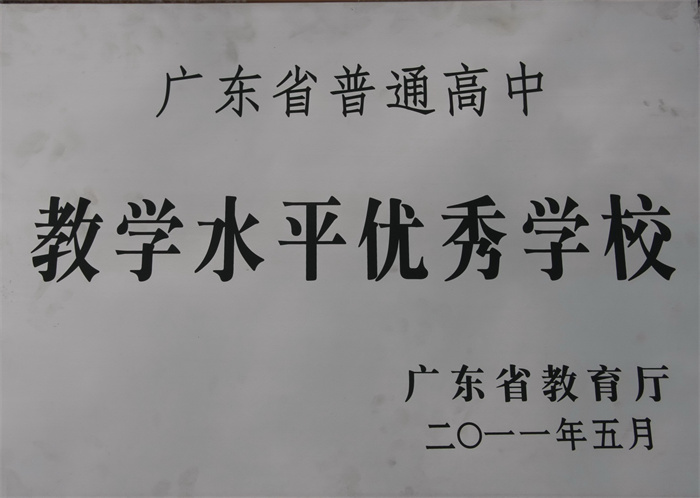 广东省普通高中
教学水平优秀学校
广东省教育厅
二〇一一年五月